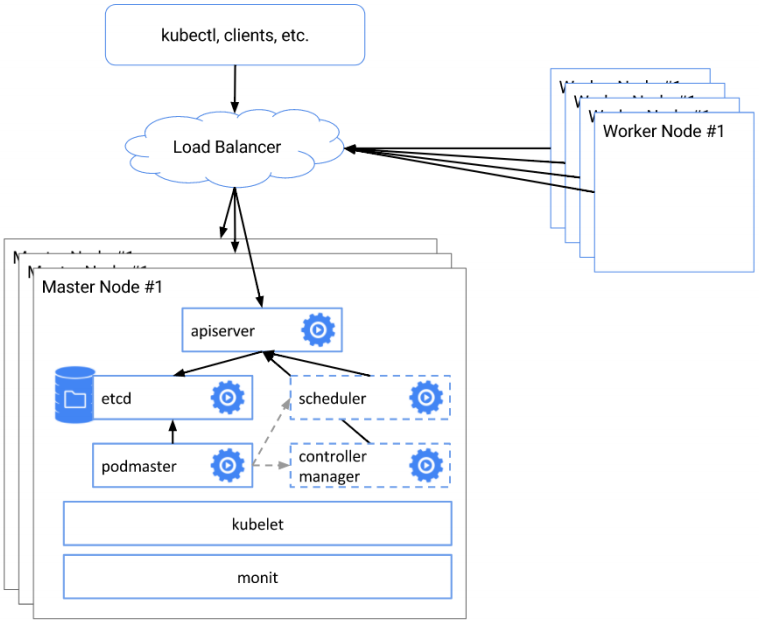 kubectl, clients, etc.
Load Balancer
Worker Node #1
Master Node #1
apiserver
etcd
scheduler
podmaster
controller
manager
kubelet
monit